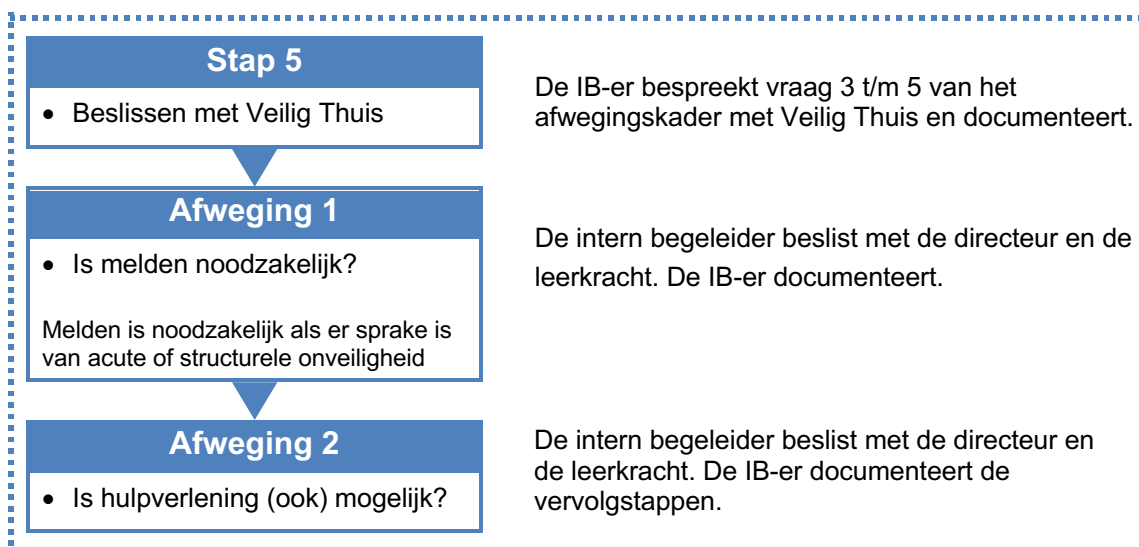 Stap 5
• Beslissen met Veilig Thuis
De IB-er bespreekt vraag 3 t/m 5 van het
afwegingskader met Veilig Thuis en documenteert.
Afweging 1
• Is melden noodzakelijk?
Melden is noodzakelijk als er sprake is
van acute of structurele onveiligheid
De intern begeleider beslist met de directeur en de
leerkracht. De IB-er documenteert.
Afweging 2
• Is hulpverlening (ook) mogelijk?
De intern begeleider beslist met de directeur en
de leerkracht. De IB-er documenteert de
vervolgstappen.